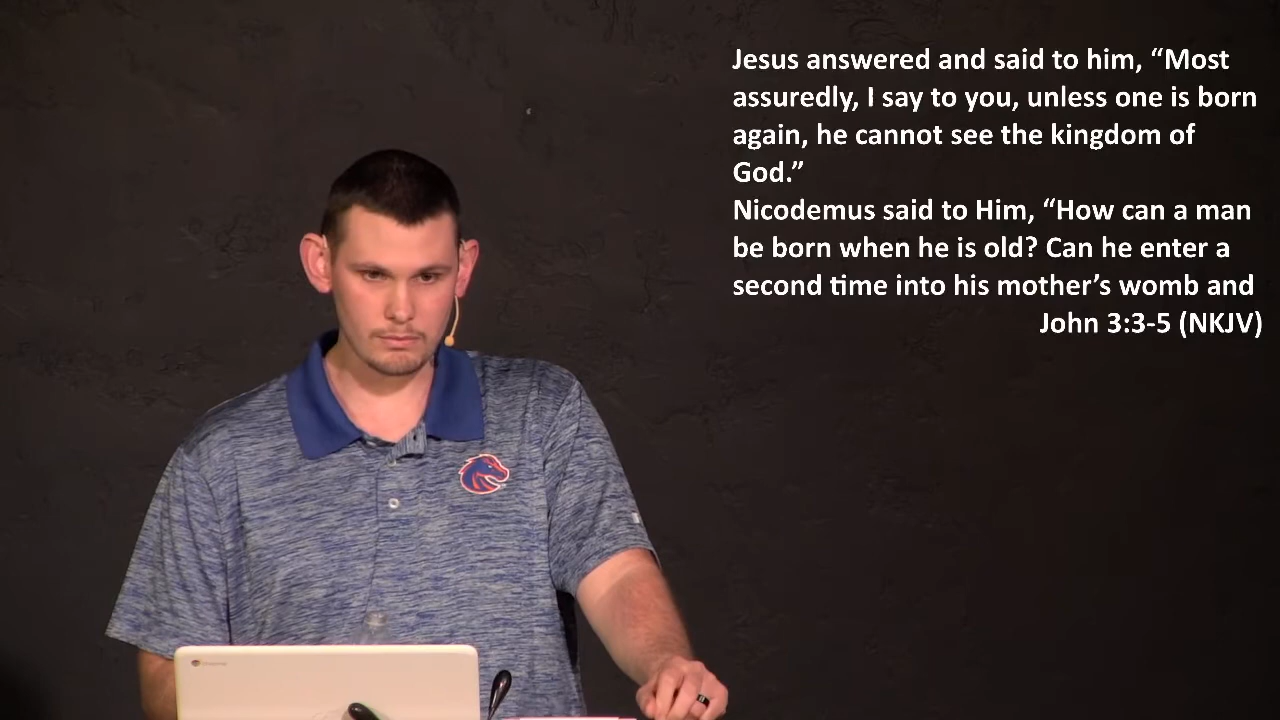 Jesus answered and said to him, “Most
assuredly, I say to you, unless one is born
again, he cannot see the kingdom of
God.”
Nicodemus said to Him, “How can a man
be born when he is old? Can he enter a
second time into his mother’s womb and
John 3:3-5 (NKJV)